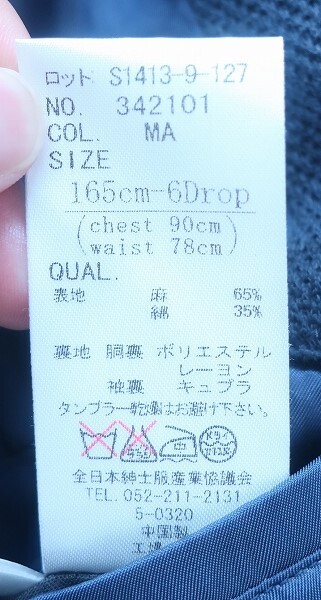 ロット S1413-9-127
NO. 342101
COL. MA
SIZE
165cm-6Drop
(chest 90cm
waist 78cm)
QUAL.
表地 麻 65%
綿 35%
裏地 胴裏 ポリエステル
レーヨン
袖裏 キュプラ
タンブラー乾燥はお避け下さい。
中
ドライ
全日本紳士服産業協議会
TEL.052-211-2131
5-0320
中国製